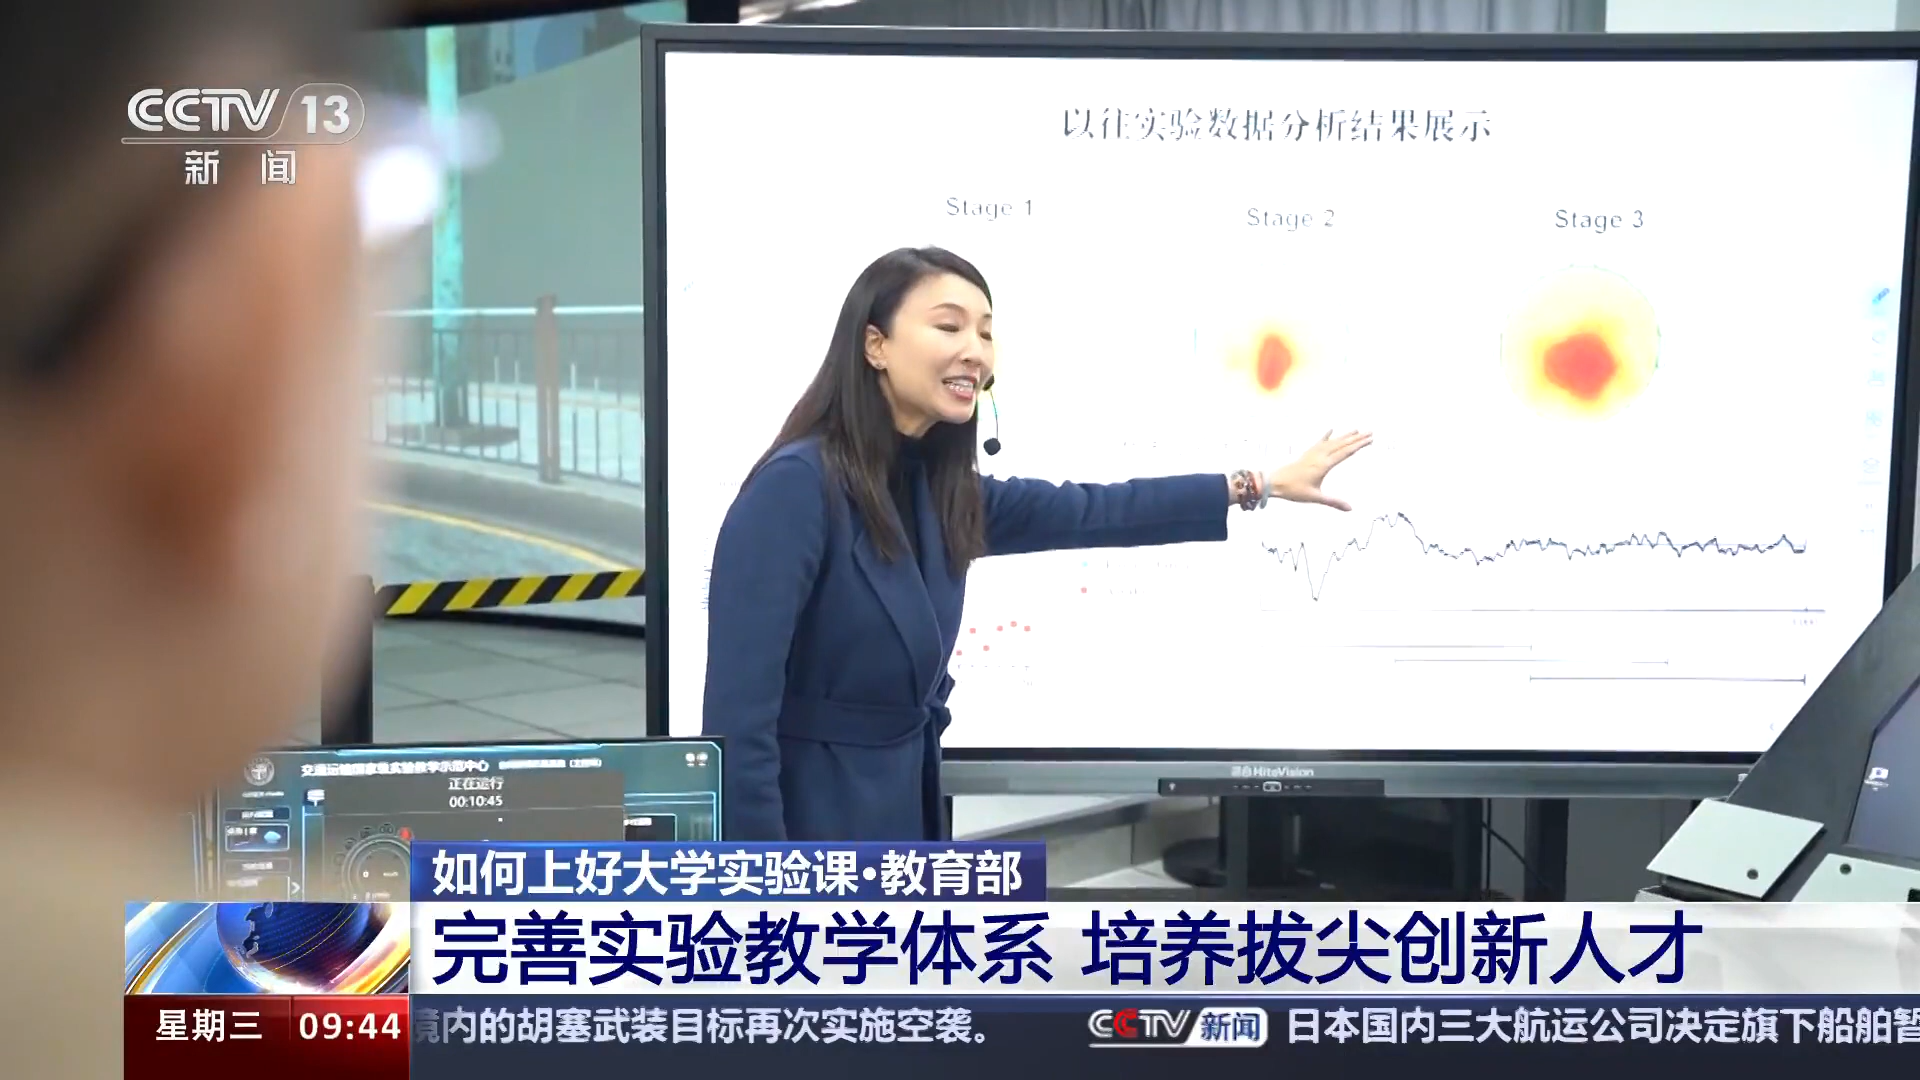 CCTV 13
新闻
以往实验数据分析结果展示
Stage 1
Stage 2
Stage 3
HiteVision
正在运行
00:10:45
如何上好大学实验课·教育部
完善实验教学体系 培养拔尖创新人才
星期三 09:44
境内的胡塞武装目标再次实施空袭。 CCTV 新闻 日本国内三大航运公司决定旗下船舶暂